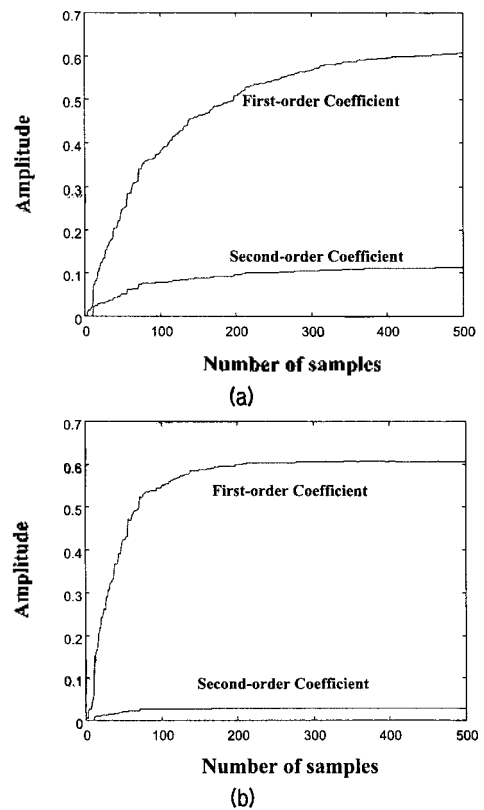 0.7
0.6
0.5
0.4
0.3
0.2
0.1
0
Amplitude
First-order Coefficient
Second-order Coefficient
0 100 200 300 400 500
Number of samples
(a)
0.7
0.6
0.5
0.4
0.3
0.2
0.1
0
Amplitude
First-order Coefficient
Second-order Coefficient
0 100 200 300 400 500
Number of samples
(b)